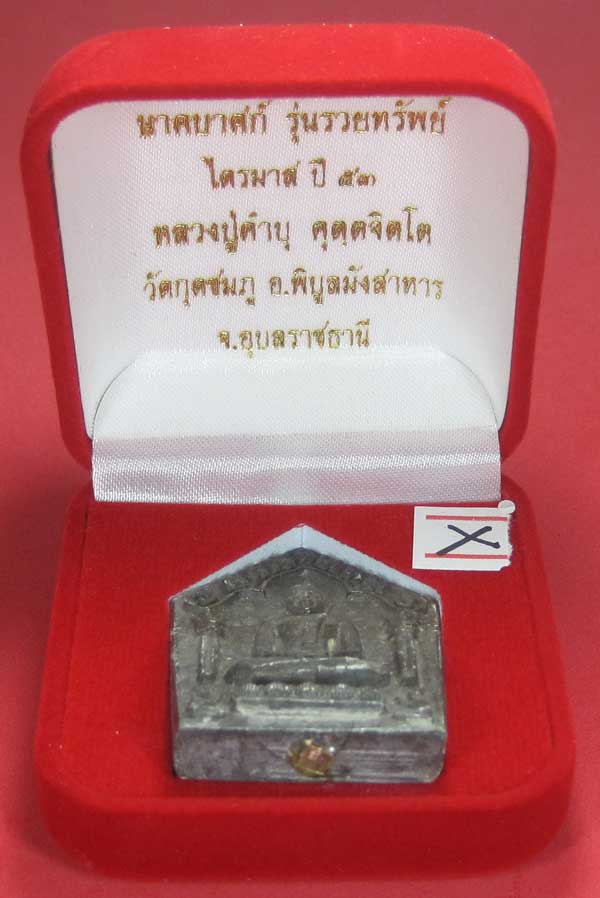 นาคบาศก์ รุ่นรวยทรัพย์
ไตรมาส ปี ๕๓
หลวงปู่คำบุ คุตฺตจิตฺโต
วัดกุดชมภู อ.พิบูลมังสาหาร
จ.อุบลราชธานี
X